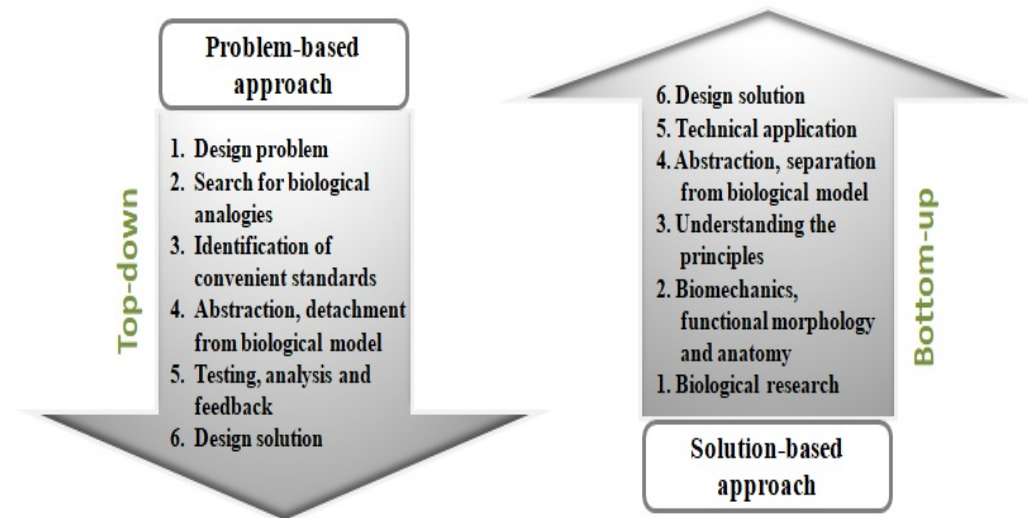 Problem-based
approach
1. Design problem
2. Search for biological
analogies
3. Identification of
convenient standards
4. Abstraction, detachment
from biological model
5. Testing, analysis and
feedback
6. Design solution
Top-down
6. Design solution
5. Technical application
4. Abstraction, separation
from biological model
3. Understanding the
principles
2. Biomechanics,
functional morphology
and anatomy
1. Biological research
Bottom-up
Solution-based
approach